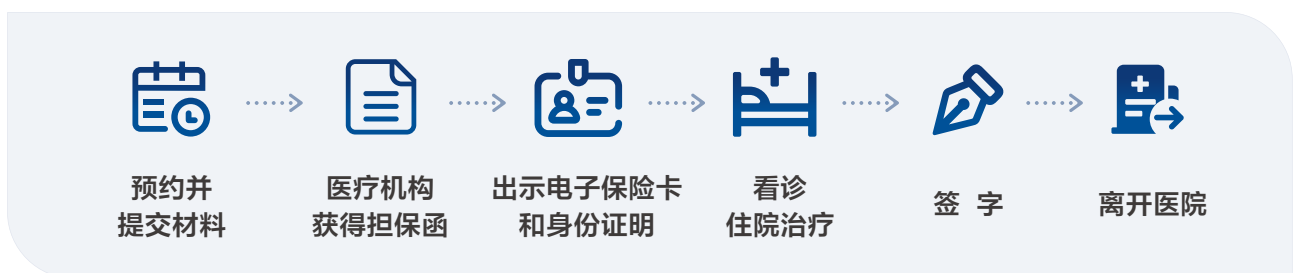 预约并
提交材料
医疗机构
获得担保函
出示电子保险卡
和身份证明
看诊
住院治疗
签 字
离开医院